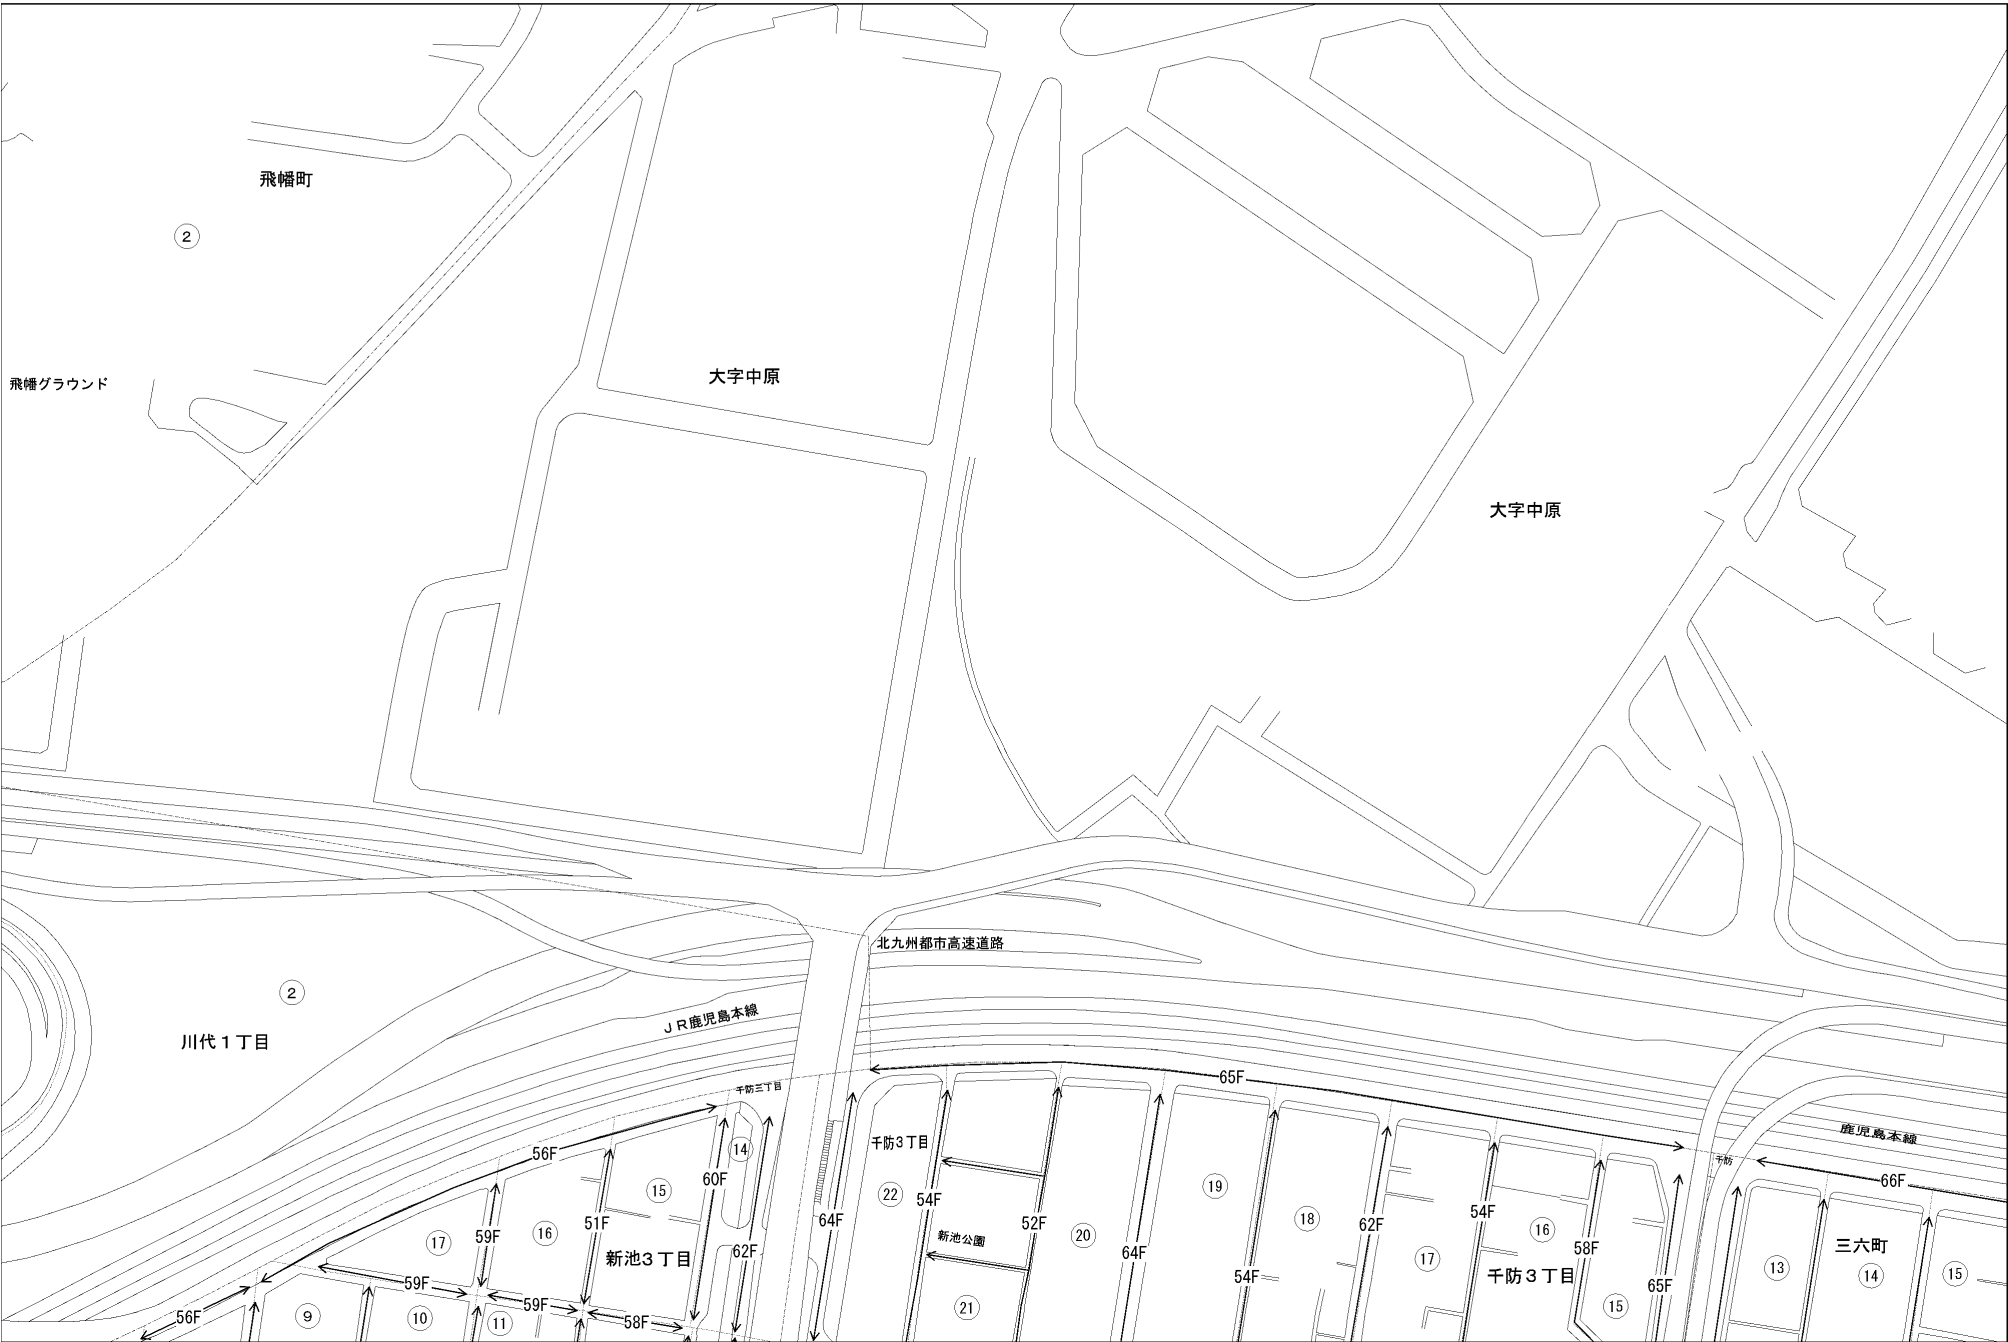 飛幡町
②
飛幡グラウンド
大字中原
大字中原
北九州都市高速道路
②
ＪＲ鹿児島本線
川代１丁目
65F
千防三丁目
鹿児島本線
千防３丁目
⑭
56F
千防
60F
66F
⑮
⑲
㉒
54F
64F
52F
⑱
62F
54F
51F
59F
⑯
⑰
新池３丁目
62F
新池公園
⑳
64F
⑯
58F
⑰
三六町
⑬
⑭
⑮
54F
千防３丁目
65F
59F
59F
58F
56F
⑨
⑩
⑪
㉑
⑮